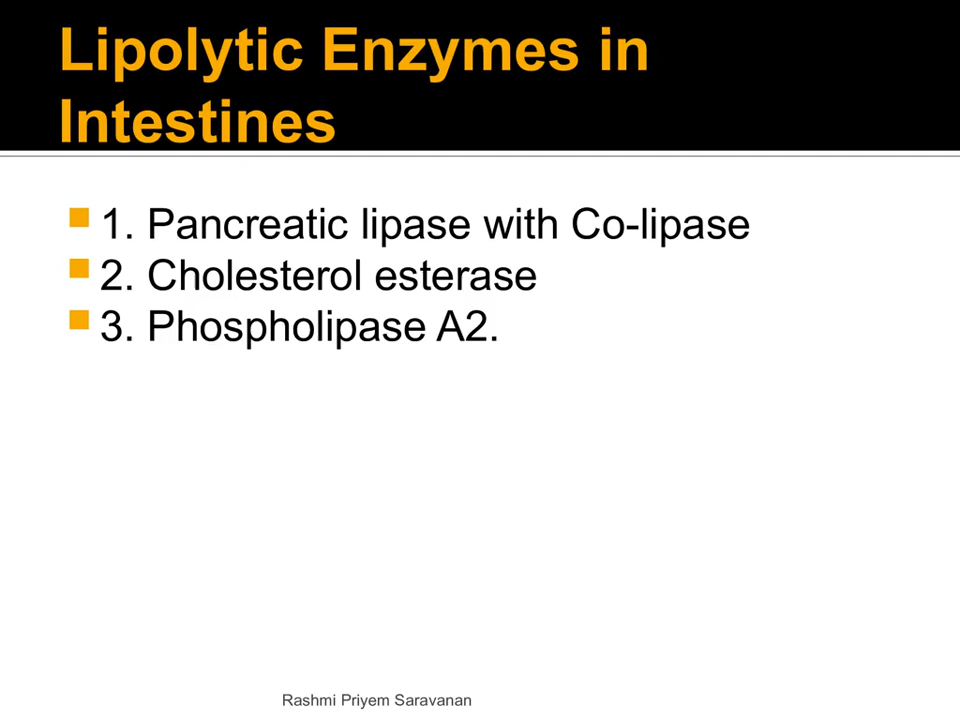 Lipolytic Enzymes in
Intestines
1. Pancreatic lipase with Co-lipase
2. Cholesterol esterase
3. Phospholipase A2.
Rashmi Priyem Saravanan